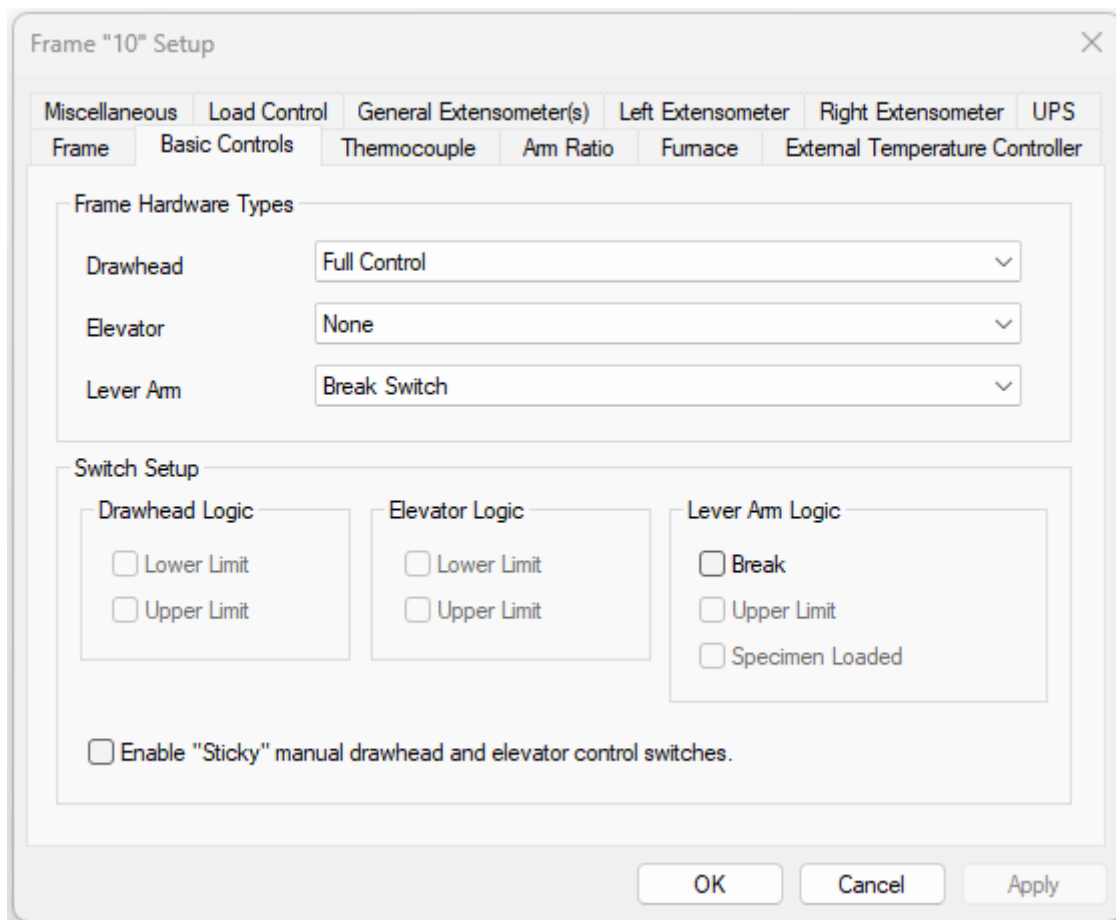 Frame "10" Setup
Miscellaneous Load Control General Extensometer(s) Left Extensometer Right Extensometer UPS
Frame Basic Controls Thermocouple Arm Ratio Furnace External Temperature Controller
Frame Hardware Types
Drawhead Full Control
Elevator None
Lever Arm Break Switch
Switch Setup
Drawhead Logic Elevator Logic Lever Arm Logic
Lower Limit Lower Limit Break
Upper Limit Upper Limit Upper Limit
Specimen Loaded
Enable "Sticky" manual drawhead and elevator control switches.
OK Cancel Apply